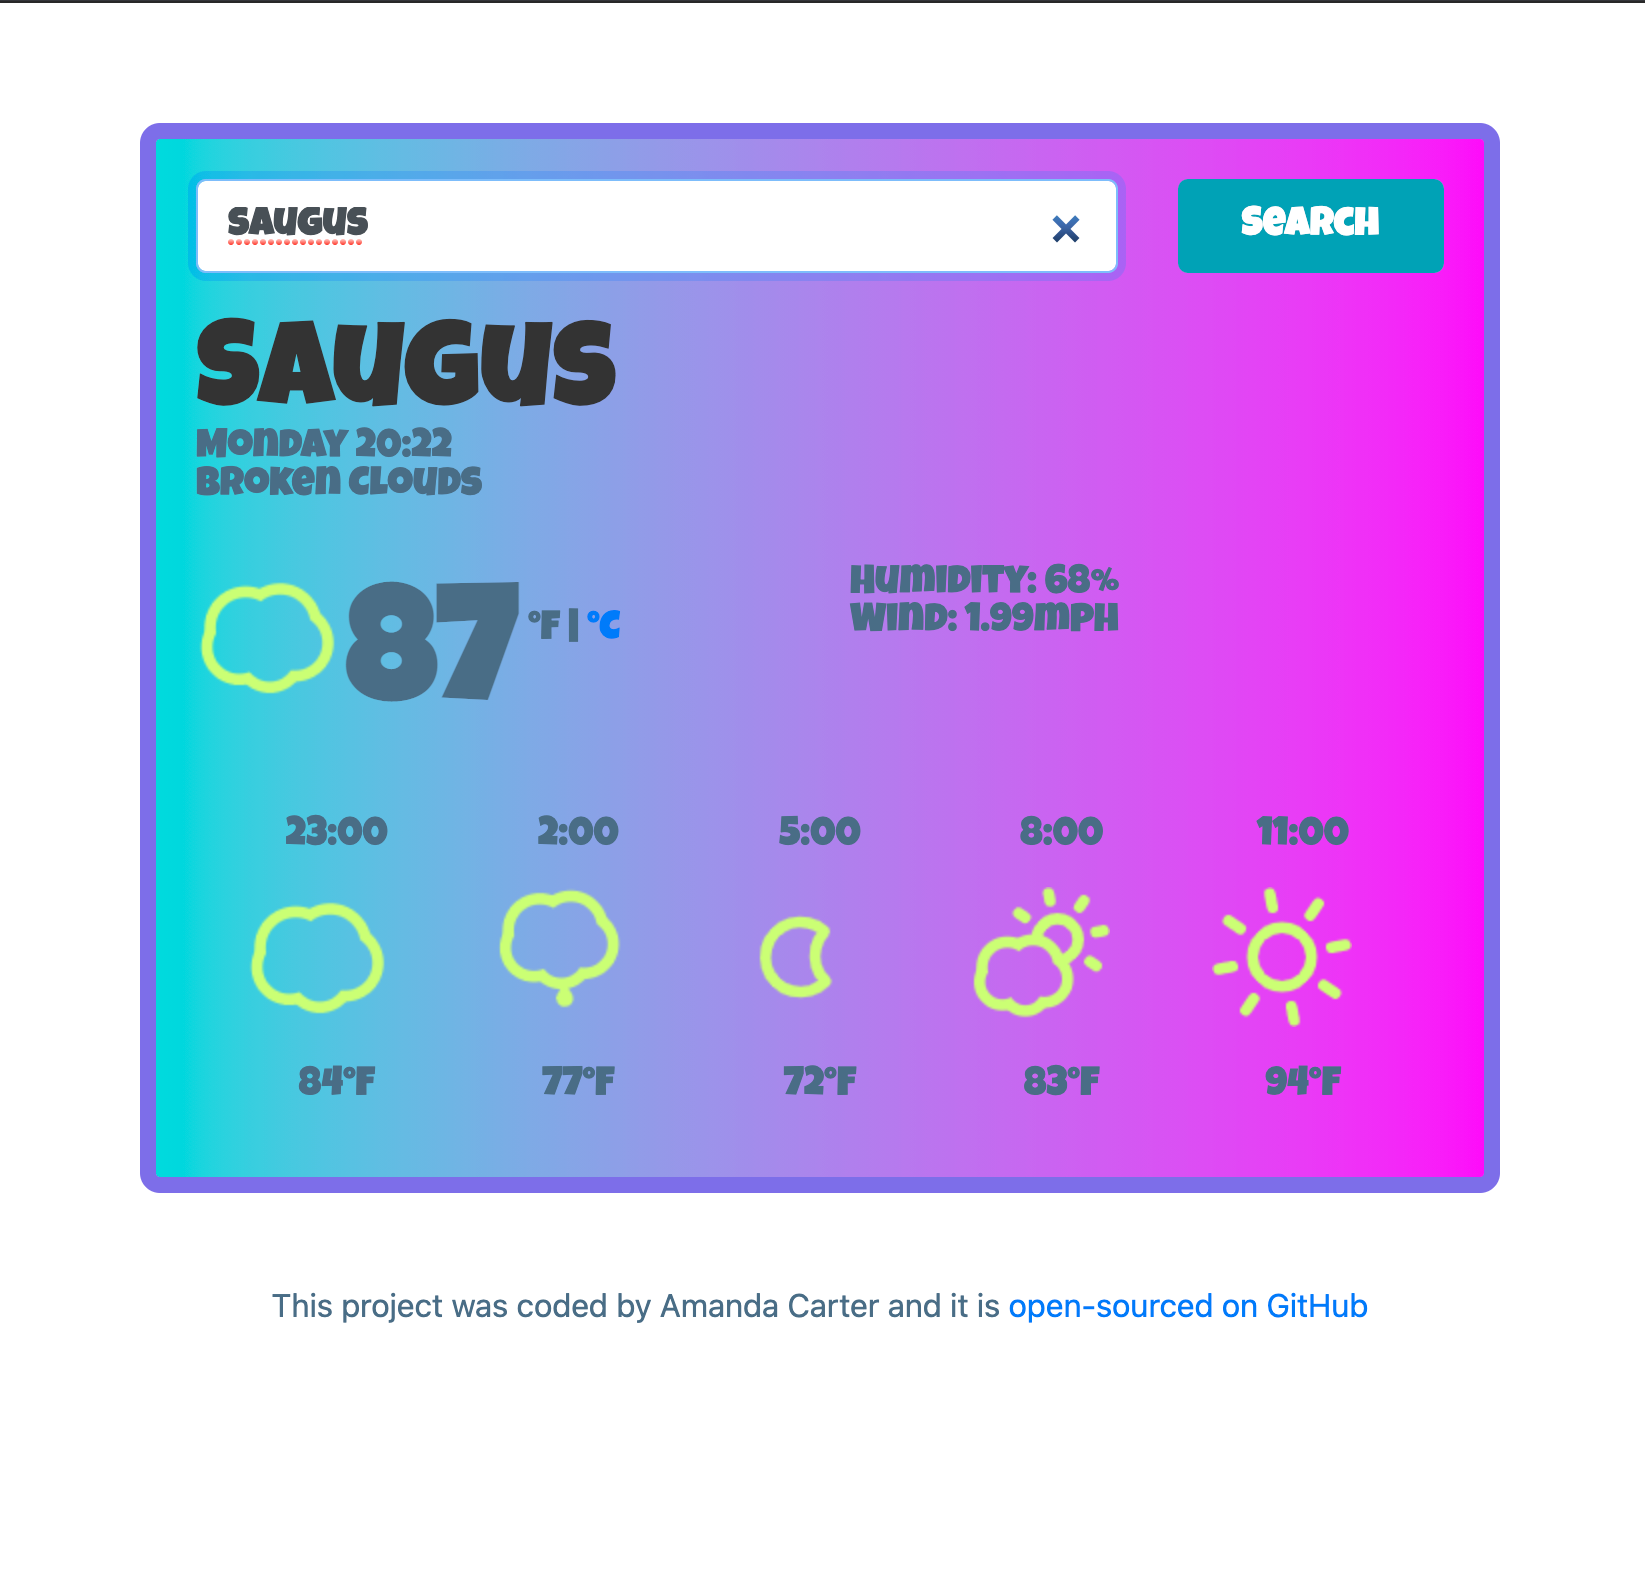 Saugus
Search
Saugus
Monday 20:22
Broken Clouds
87 °F | °C
Humidity: 68%
Wind: 1.99mph
23:00 2:00 5:00 8:00 11:00
84°F 77°F 72°F 83°F 94°F
This project was coded by Amanda Carter and it is open-sourced on GitHub